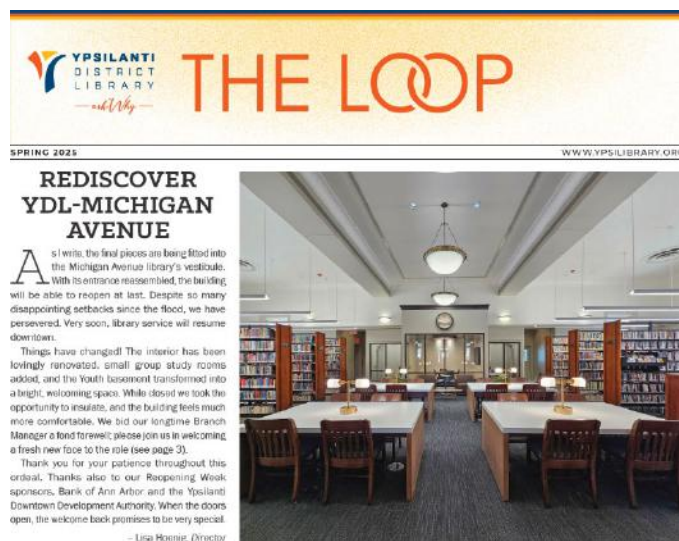 YPSILANTI
DISTRICT
LIBRARY
askWhy
THE LOOP
SPRING 2025
WWW.YPSILIBRARY.ORG
REDISCOVER
YDL-MICHIGAN
AVENUE
As I write, the final pieces are being fitted into
the Michigan Avenue library's vestibule.
With its entrance reassembled, the building
will be able to reopen at last. Despite so many
disappointing setbacks since the flood, we have
persevered. Very soon, library service will resume
downtown.
Things have changed! The interior has been
lovingly renovated, small group study rooms
added, and the Youth basement transformed into
a bright, welcoming space. While closed we took the
opportunity to insulate, and the building feels much
more comfortable. We bid our longtime Branch
Manager a fond farewell; please join us in welcoming
a fresh new face to the role (see page 3).
Thank you for your patience throughout this
ordeal. Thanks also to our Reopening Week
sponsors, Bank of Ann Arbor and the Ypsilanti
Downtown Development Authority. When the doors
open, the welcome back promises to be very special.
– Lisa Hoenig, Director